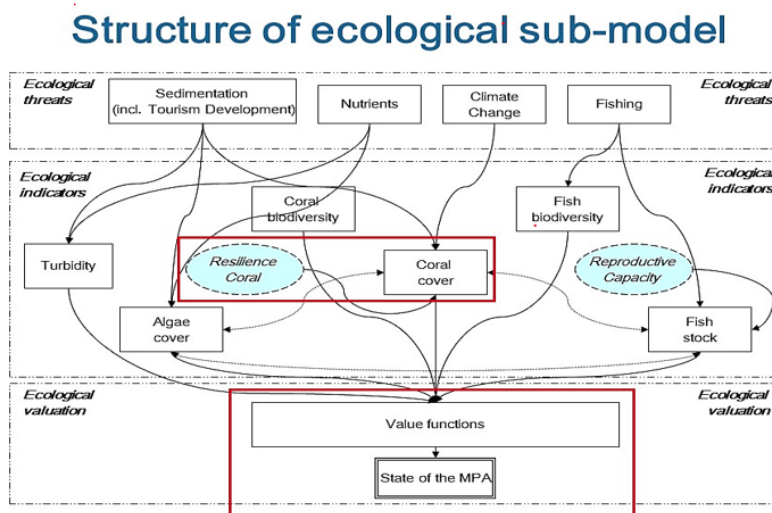 Structure of ecological sub-model
Ecological
threats
Sedimentation
(incl. Tourism Development)
Nutrients
Climate
Change
Fishing
Ecological
threats
Ecological
indicators
Coral
biodiversity
Fish
biodiversity
Ecological
indicators
Turbidity
Resilience
Coral
Coral
cover
Reproductive
Capacity
Algae
cover
Fish
stock
Ecological
valuation
Value functions
Ecological
valuation
State of the MPA